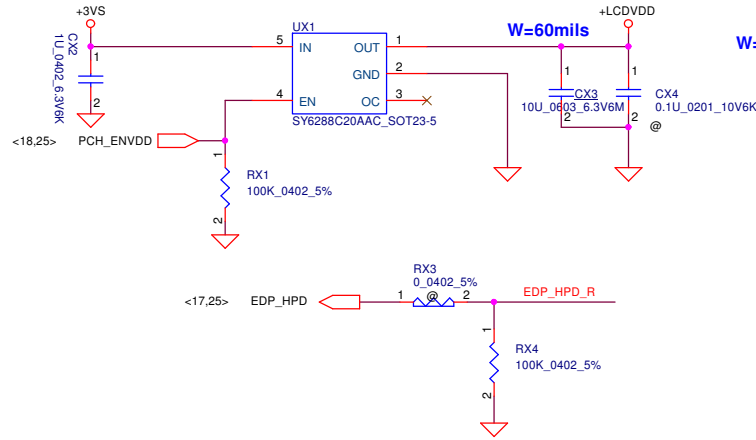 +3VS
+LCDVDD
UX1
W=60mils
W=
CX2
1U_0402_6.3V6K
1
2
5
IN
OUT
1
GND
2
4
EN
OC
3
SY6288C20AAC_SOT23-5
1
CX3
10U_0603_6.3V6M
2
1
CX4
0.1U_0201_10V6K
2
@
<18,25>
PCH_ENVDD
1
RX1
100K_0402_5%
2
RX3
0_0402_5%
<17,25>
EDP_HPD
1
@
2
EDP_HPD_R
1
RX4
100K_0402_5%
2